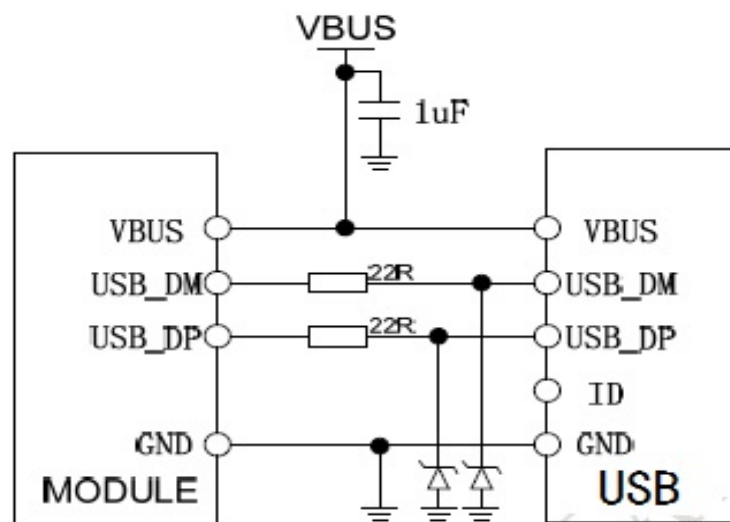 VBUS
1uF
VBUS VBUS
USB_DM 22R USB_DM
USB_DP 22R USB_DP
ID
GND GND
MODULE USB